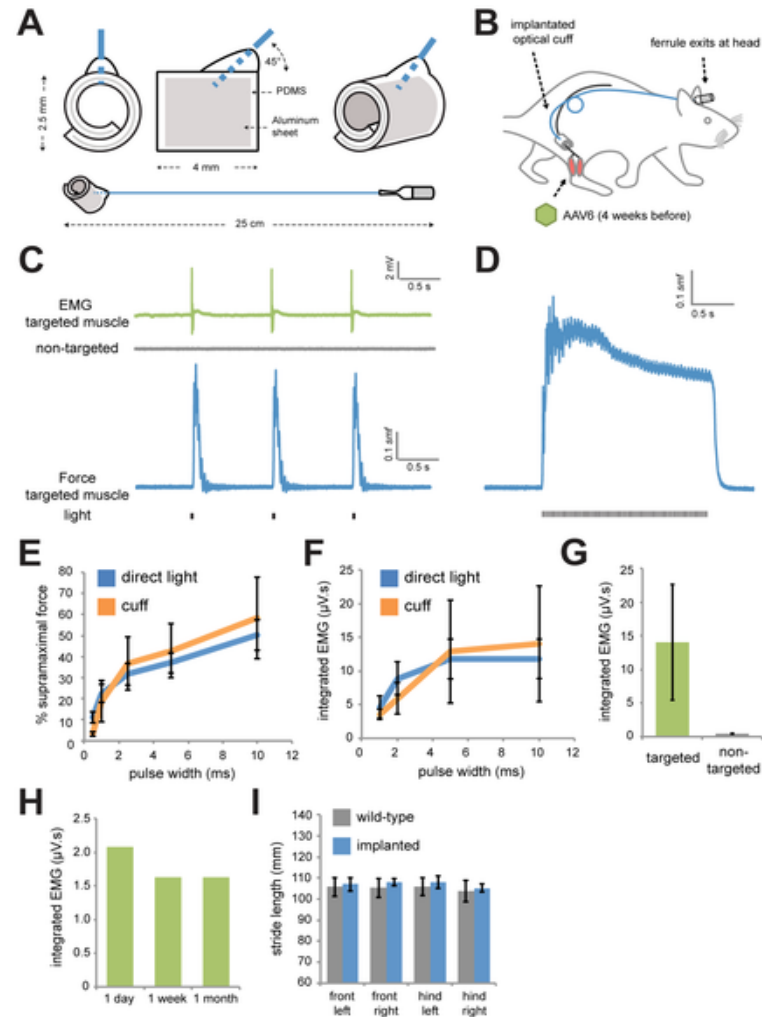 A
45°
PDMS
Aluminum
sheet
2.5 mm
4 mm
25 cm
B
implantated
optical cuff
ferrule exits at head
AAV6 (4 weeks before)
C
EMG
targeted muscle
non-targeted
2 mV
0.5 s
Force
targeted muscle
light
0.1 smf
0.5 s
D
0.1 smf
0.5 s
E
direct light
cuff
% supramaximal force
80
70
60
50
40
30
20
10
0
0 2 4 6 8 10 12
pulse width (ms)
F
direct light
cuff
integrated EMG (µV.s)
25
20
15
10
5
0
0 2 4 6 8 10 12
pulse width (ms)
G
integrated EMG (µV.s)
25
20
15
10
5
0
targeted
non-
targeted
H
integrated EMG (µV.s)
2.5
2.0
1.5
1.0
0.5
0
1 day 1 week 1 month
I
wild-type
implanted
stride length (mm)
140
130
120
110
100
90
80
70
60
front
left
front
right
hind
left
hind
right